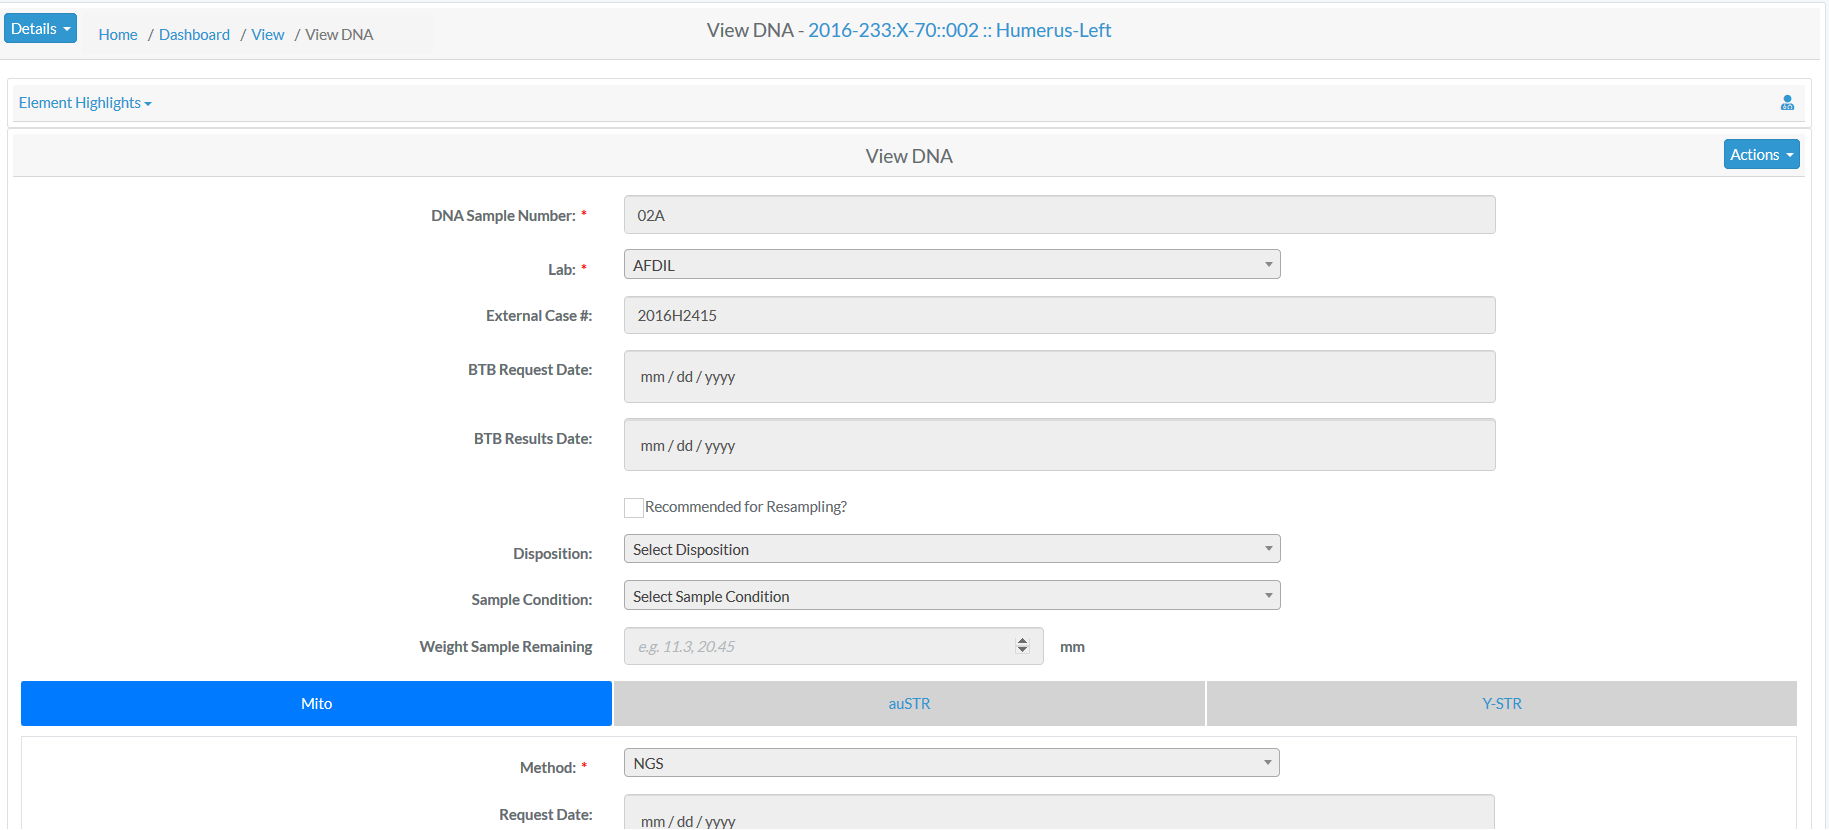 Details
Home / Dashboard / View / View DNA
View DNA - 2016-233:X-70::002 :: Humerus-Left
Element Highlights
View DNA
Actions
DNA Sample Number: *
02A
Lab: *
AFDIL
External Case #:
2016H2415
BTB Request Date:
mm / dd / yyyy
BTB Results Date:
mm / dd / yyyy
Recommended for Resampling?
Disposition:
Select Disposition
Sample Condition:
Select Sample Condition
Weight Sample Remaining
e.g. 11.3, 20.45
mm
Mito
auSTR
Y-STR
Method: *
NGS
Request Date:
mm / dd / yyyy